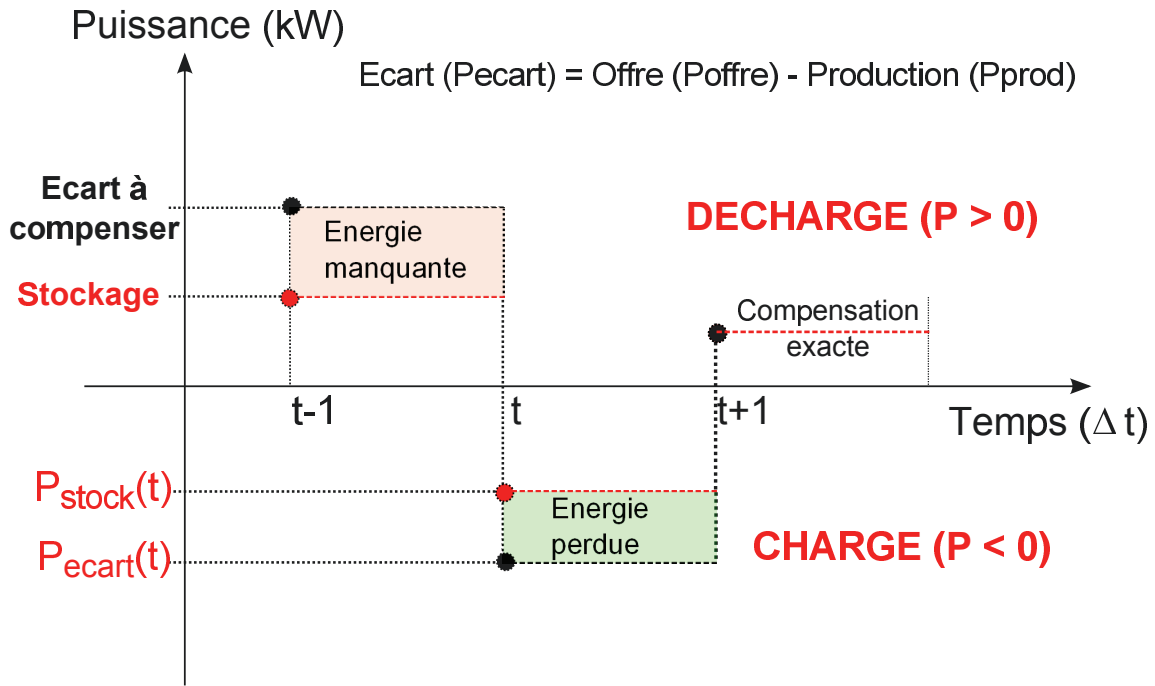 Puissance (kW)
Ecart (Pecart) = Offre (Poffre) - Production (Pprod)
Ecart à
compenser
Energie
manquante
DECHARGE (P > 0)
Stockage
Compensation
exacte
t-1
t
t+1
Temps (Δ t)
Pstock(t)
Energie
perdue
Pecart(t)
CHARGE (P < 0)